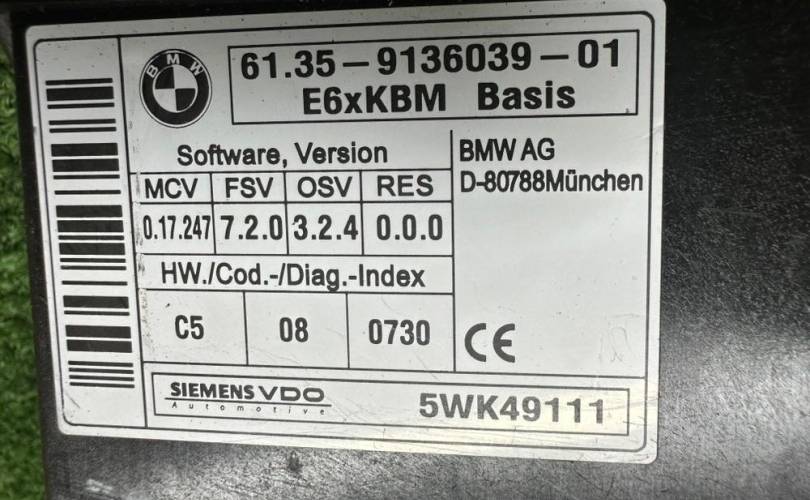 BMW
61.35-9136039-01
E6xKBM Basis
Software, Version
MCV FSV OSV RES
0.17.247 7.2.0 3.2.4 0.0.0
HW./Cod.-/Diag.-Index
C5 08 0730
BMW AG
D-80788München
CE
SIEMENS VDO
Automotive
5WK49111